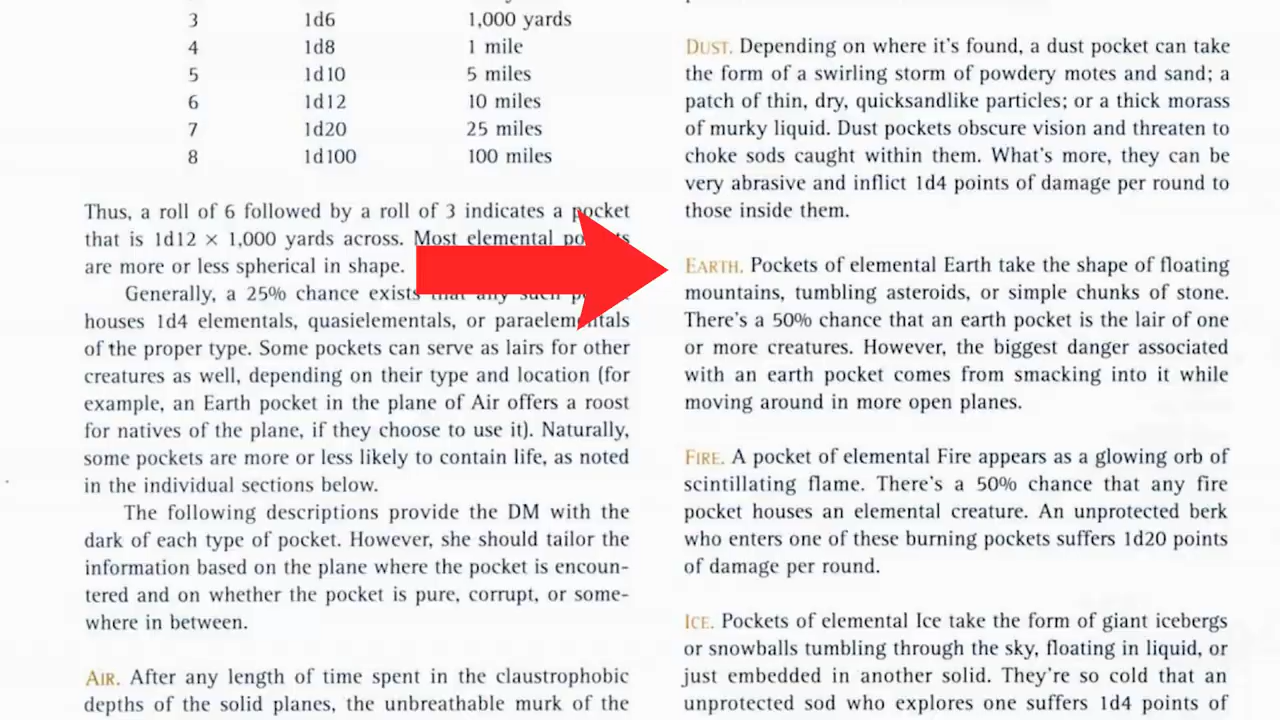 3 1d6 1,000 yards
4 1d8 1 mile
5 1d10 5 miles
6 1d12 10 miles
7 1d20 25 miles
8 1d100 100 miles
Thus, a roll of 6 followed by a roll of 3 indicates a pocket
that is 1d12 × 1,000 yards across. Most elemental
are more or less spherical in shape.
Generally, a 25% chance exists that any such
houses 1d4 elementals, quasielementals, or paraelementals
of the proper type. Some pockets can serve as lairs for other
creatures as well, depending on their type and location (for
example, an Earth pocket in the plane of Air offers a roost
for natives of the plane, if they choose to use it). Naturally,
some pockets are more or less likely to contain life, as noted
in the individual sections below.
The following descriptions provide the DM with the
dark of each type of pocket. However, she should tailor the
information based on the plane where the pocket is encoun-
tered and on whether the pocket is pure, corrupt, or some-
where in between.
AIR. After any length of time spent in the claustrophobic
depths of the solid planes, the unbreathable murk of the
DUST. Depending on where it's found, a dust pocket can take
the form of a swirling storm of powdery motes and sand; a
patch of thin, dry, quicksandlike particles; or a thick morass
of murky liquid. Dust pockets obscure vision and threaten to
choke sods caught within them. What's more, they can be
very abrasive and inflict 1d4 points of damage per round to
those inside them.
EARTH. Pockets of elemental Earth take the shape of floating
mountains, tumbling asteroids, or simple chunks of stone.
There's a 50% chance that an earth pocket is the lair of one
or more creatures. However, the biggest danger associated
with an earth pocket comes from smacking into it while
moving around in more open planes.
FIRE. A pocket of elemental Fire appears as a glowing orb of
scintillating flame. There's a 50% chance that any fire
pocket houses an elemental creature. An unprotected berk
who enters one of these burning pockets suffers 1d20 points
of damage per round.
ICE. Pockets of elemental Ice take the form of giant icebergs
or snowballs tumbling through the sky, floating in liquid, or
just embedded in another solid. They're so cold that an
unprotected sod who explores one suffers 1d4 points of